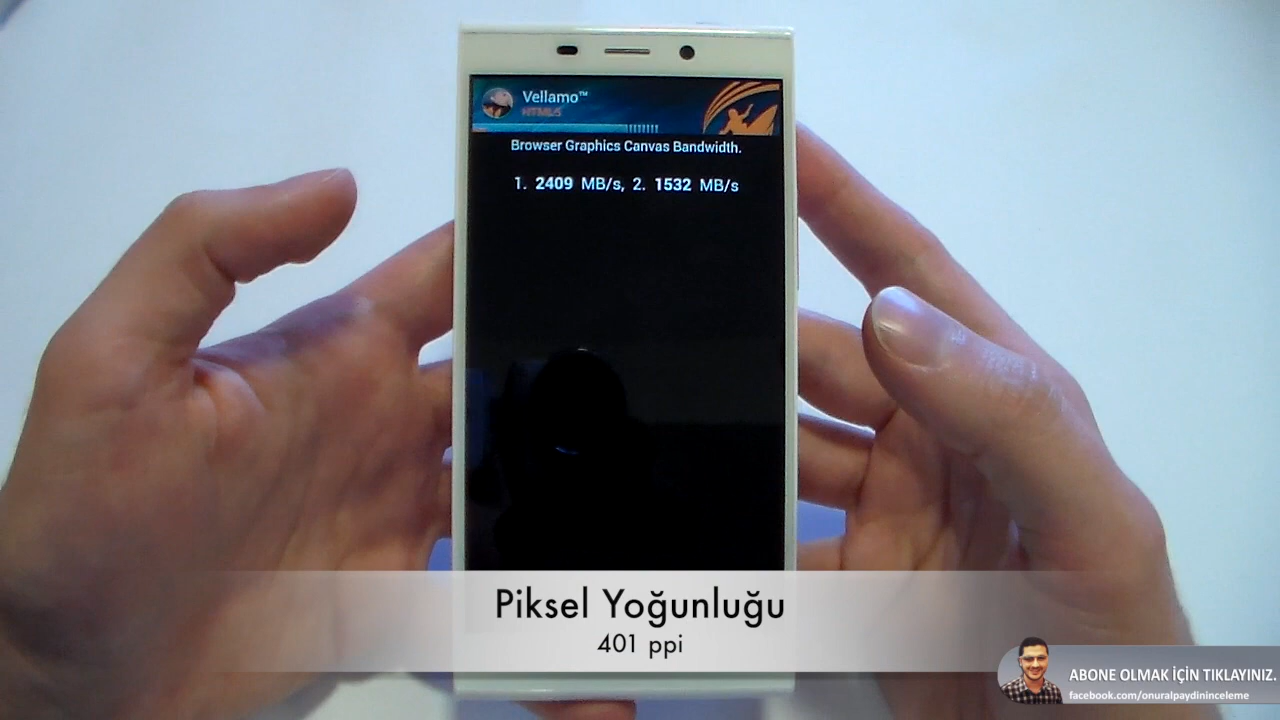 Vellamo™
HTML5
Browser Graphics Canvas Bandwidth.
1. 2409 MB/s, 2. 1532 MB/s
Piksel Yoğunluğu
401 ppi
ABONE OLMAK İÇİN TIKLAYINIZ.
facebook.com/onuralpaydininceleme